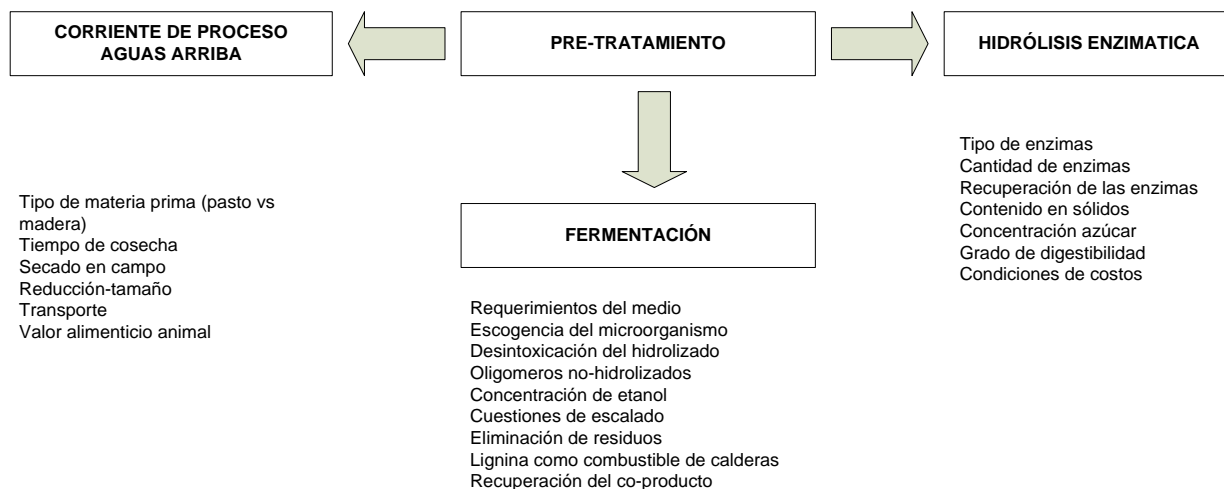 CORRIENTE DE PROCESO
AGUAS ARRIBA
PRE-TRATAMIENTO
HIDRÓLISIS ENZIMATICA
Tipo de materia prima (pasto vs
madera)
Tiempo de cosecha
Secado en campo
Reducción-tamaño
Transporte
Valor alimenticio animal
FERMENTACIÓN
Requerimientos del medio
Escogencia del microorganismo
Desintoxicación del hidrolizado
Oligomeros no-hidrolizados
Concentración de etanol
Cuestiones de escalado
Eliminación de residuos
Lignina como combustible de calderas
Recuperación del co-producto
Tipo de enzimas
Cantidad de enzimas
Recuperación de las enzimas
Contenido en sólidos
Concentración azúcar
Grado de digestibilidad
Condiciones de costos